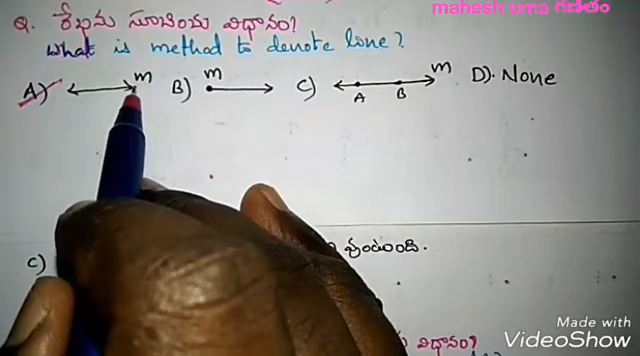 mahesh uma గణితం
Q. రేఖను సూచించు విధానం?
What is method to denote line?
A) m B) m C) A B m D). None
C) వుంటుంది.
విధానం?
Made with
VideoShow